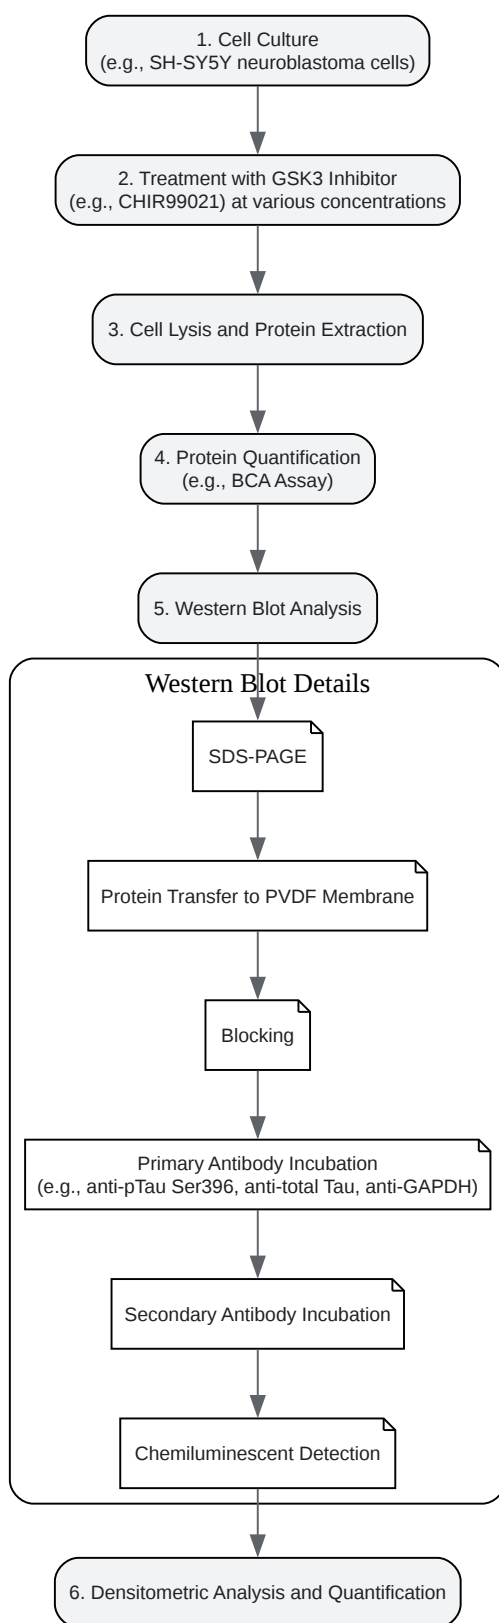 1. Cell Culture
(e.g., SH-SY5Y neuroblastoma cells)
2. Treatment with GSK3 Inhibitor
(e.g., CHIR99021) at various concentrations
3. Cell Lysis and Protein Extraction
4. Protein Quantification
(e.g., BCA Assay)
5. Western Blot Analysis
Western Blot Details
SDS-PAGE
Protein Transfer to PVDF Membrane
Blocking
Primary Antibody Incubation
(e.g., anti-pTau Ser396, anti-total Tau, anti-GAPDH)
Secondary Antibody Incubation
Chemiluminescent Detection
6. Densitometric Analysis and Quantification